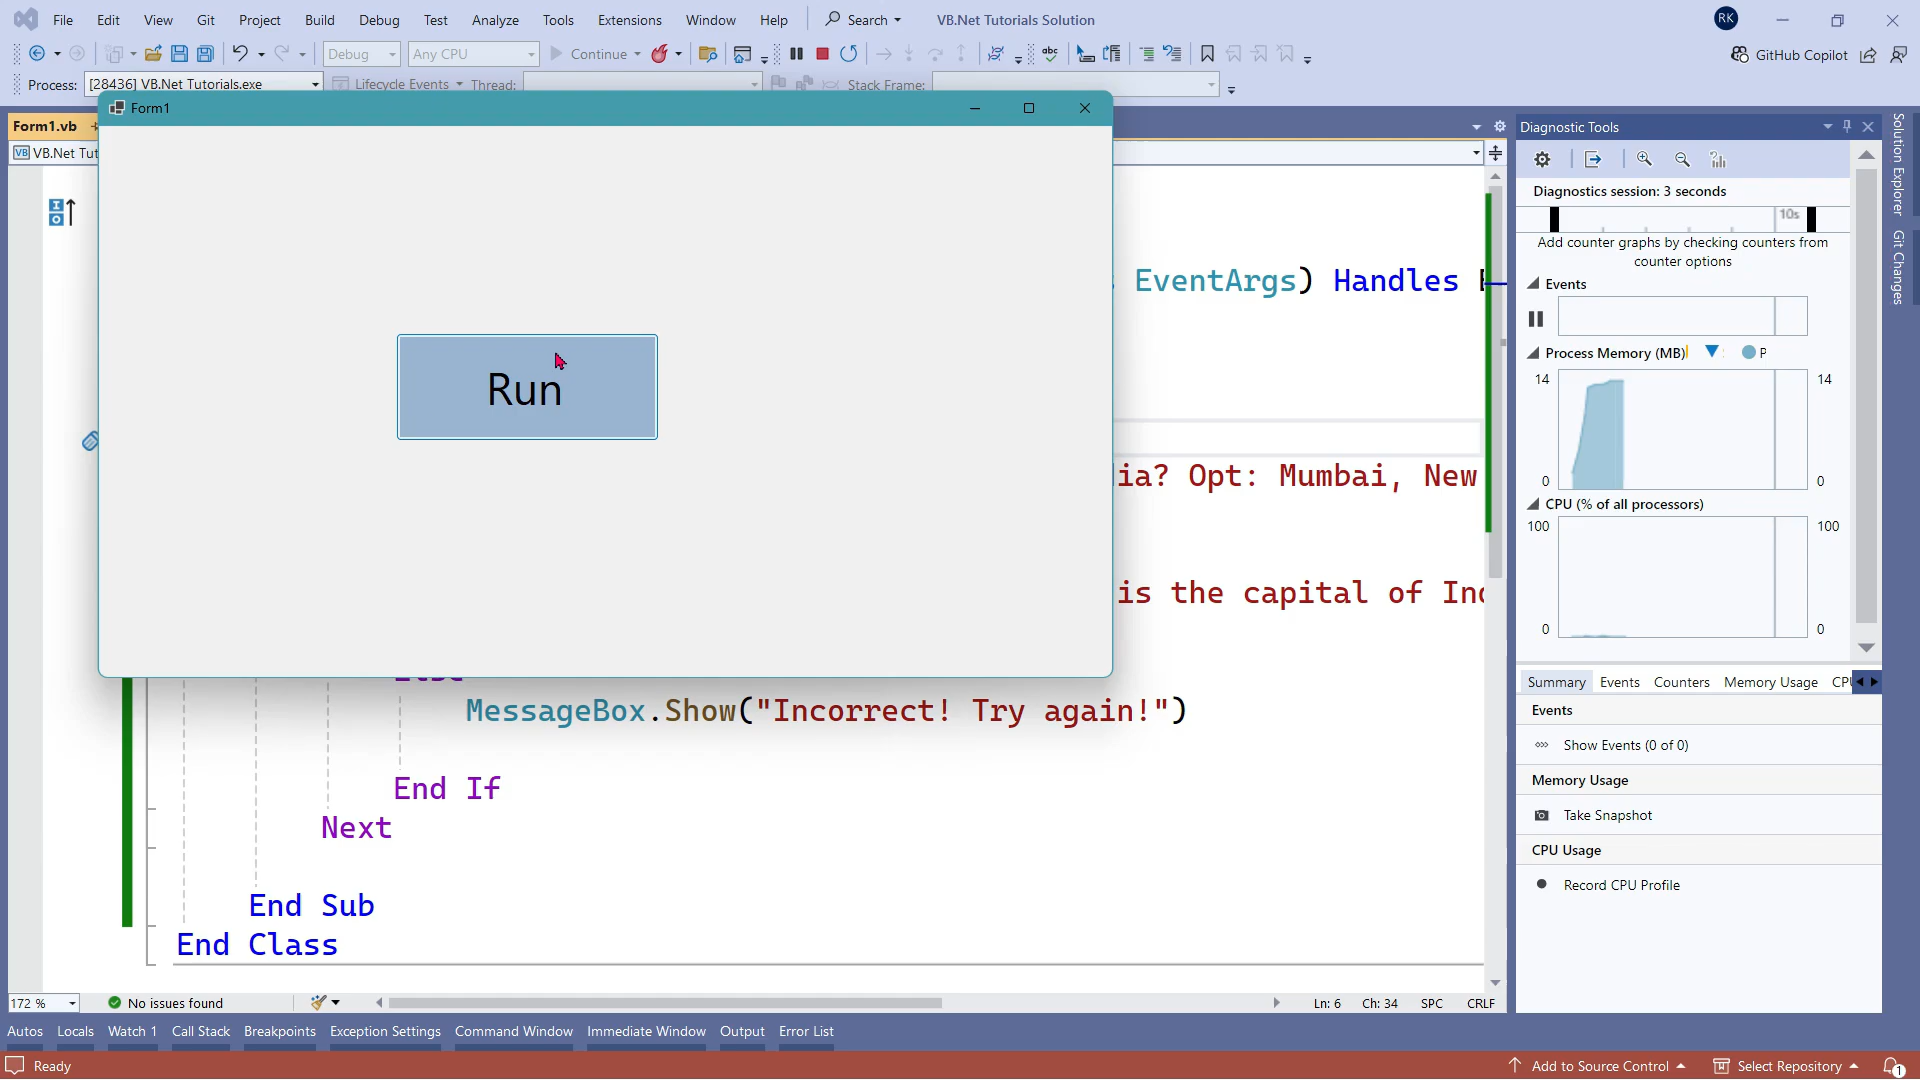 File Edit View Git Project Build Debug Test Analyze Tools Extensions Window Help Search VB.Net Tutorials Solution RK
Debug Any CPU Continue GitHub Copilot
Process: [28436] VB.Net Tutorials.exe Lifecycle Events Thread: Stack Frame:
Form1
Form1.vb
VB.Net Tut
EventArgs) Handles
Run
ia? Opt: Mumbai, New
is the capital of
Else
MessageBox.Show("Incorrect! Try again!")
End If
Next
End Sub
End Class
172 % No issues found Ln: 6 Ch: 34 SPC CRLF
Diagnostic Tools
Diagnostics session: 3 seconds
10s
Add counter graphs by checking counters from
counter options
Events
Process Memory (MB) P
14 14
0 0
CPU (% of all processors)
100 100
0 0
Summary Events Counters Memory Usage
Events
Show Events (0 of 0)
Memory Usage
Take Snapshot
CPU Usage
Record CPU Profile
Solution Explorer
Git Changes
Autos Locals Watch 1 Call Stack Breakpoints Exception Settings Command Window Immediate Window Output Error List
Ready Add to Source Control Select Repository 1